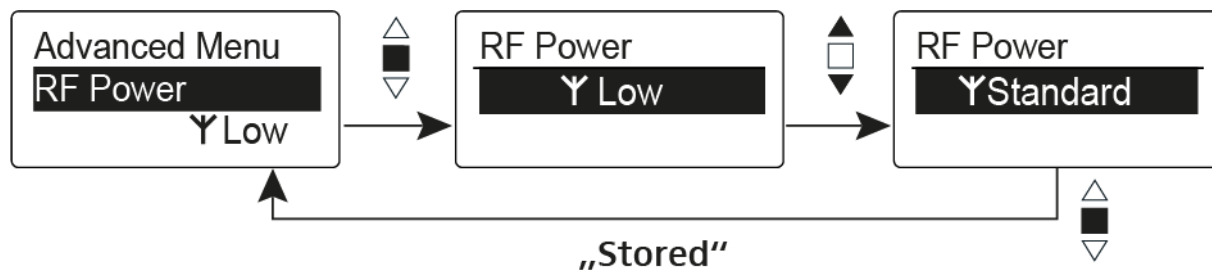 Advanced Menu
RF Power
Low
RF Power
Low
RF Power
Standard
„Stored“